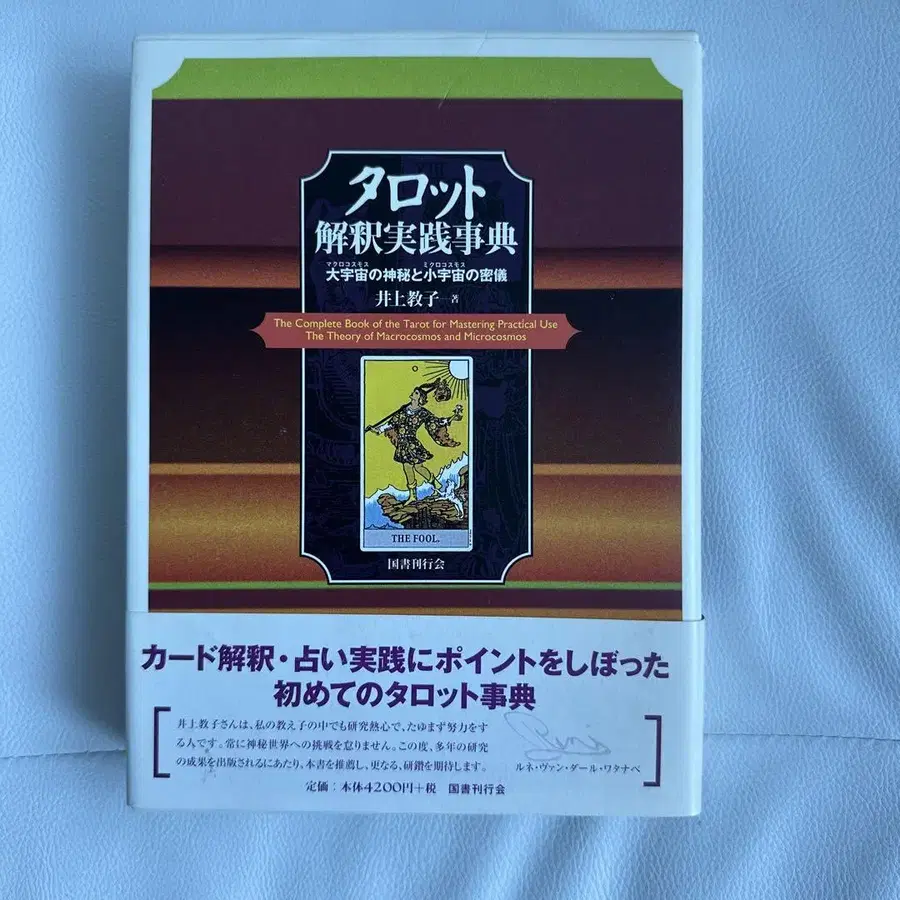 タロット
解釈実践事典
マクロコスモス ミクロコスモス
大宇宙の神秘と小宇宙の密儀
井上教子 著
The Complete Book of the Tarot for Mastering Practical Use
The Theory of Macrocosmos and Microcosmos
THE FOOL.
国書刊行会
カード解釈・占い実践にポイントをしぼった
初めてのタロット事典
井上教子さんは、私の教え子の中でも研究熱心で、たゆまず努力をす
る人です。常に神秘世界への挑戦を怠りません。この度、多年の研究
の成果を出版されるにあたり、本書を推薦し、更なる、研鑽を期待します。
ルネ・ヴァン・ダール・ワタナベ
定価：本体4200円+税 国書刊行会